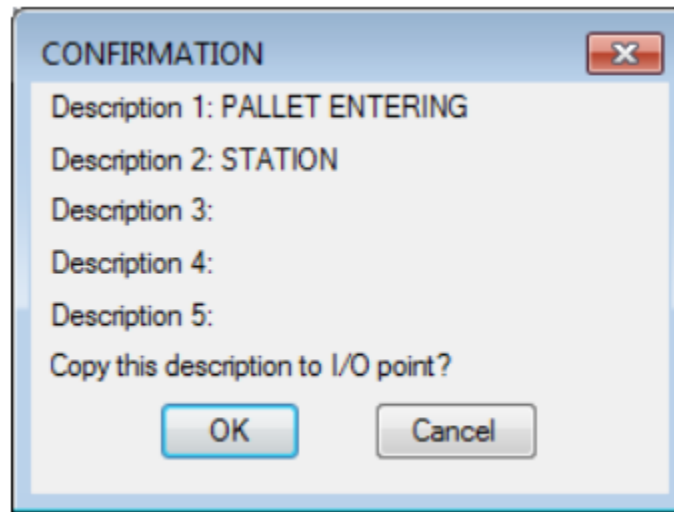 CONFIRMATION
Description 1: PALLET ENTERING
Description 2: STATION
Description 3:
Description 4:
Description 5:
Copy this description to I/O point?
OK Cancel